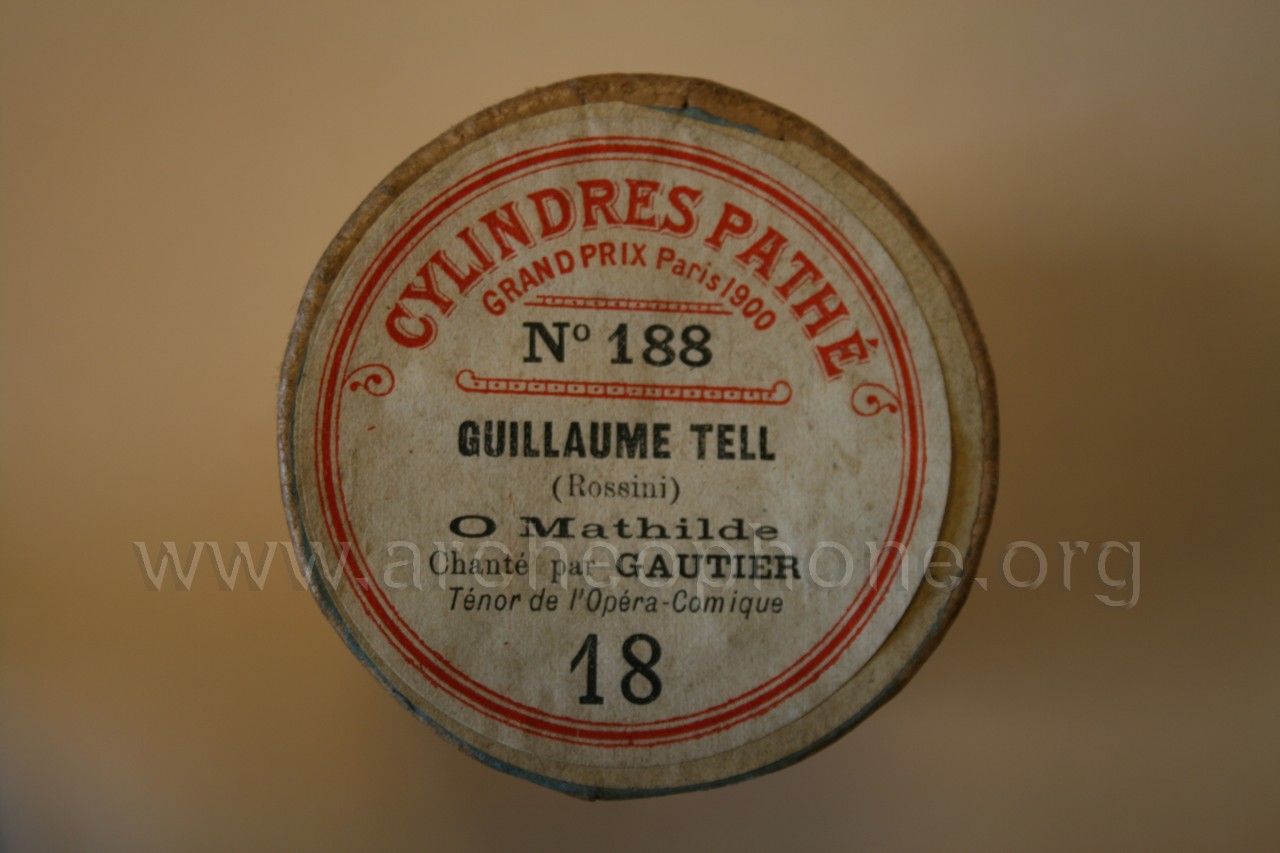 CYLINDRES PATHÉ
GRAND PRIX Paris 1900
Nº 188
GUILLAUME TELL
(Rossini)
O Mathilde
Chanté par GAUTIER
Ténor de l'Opéra-Comique
18
www.archeophone.org